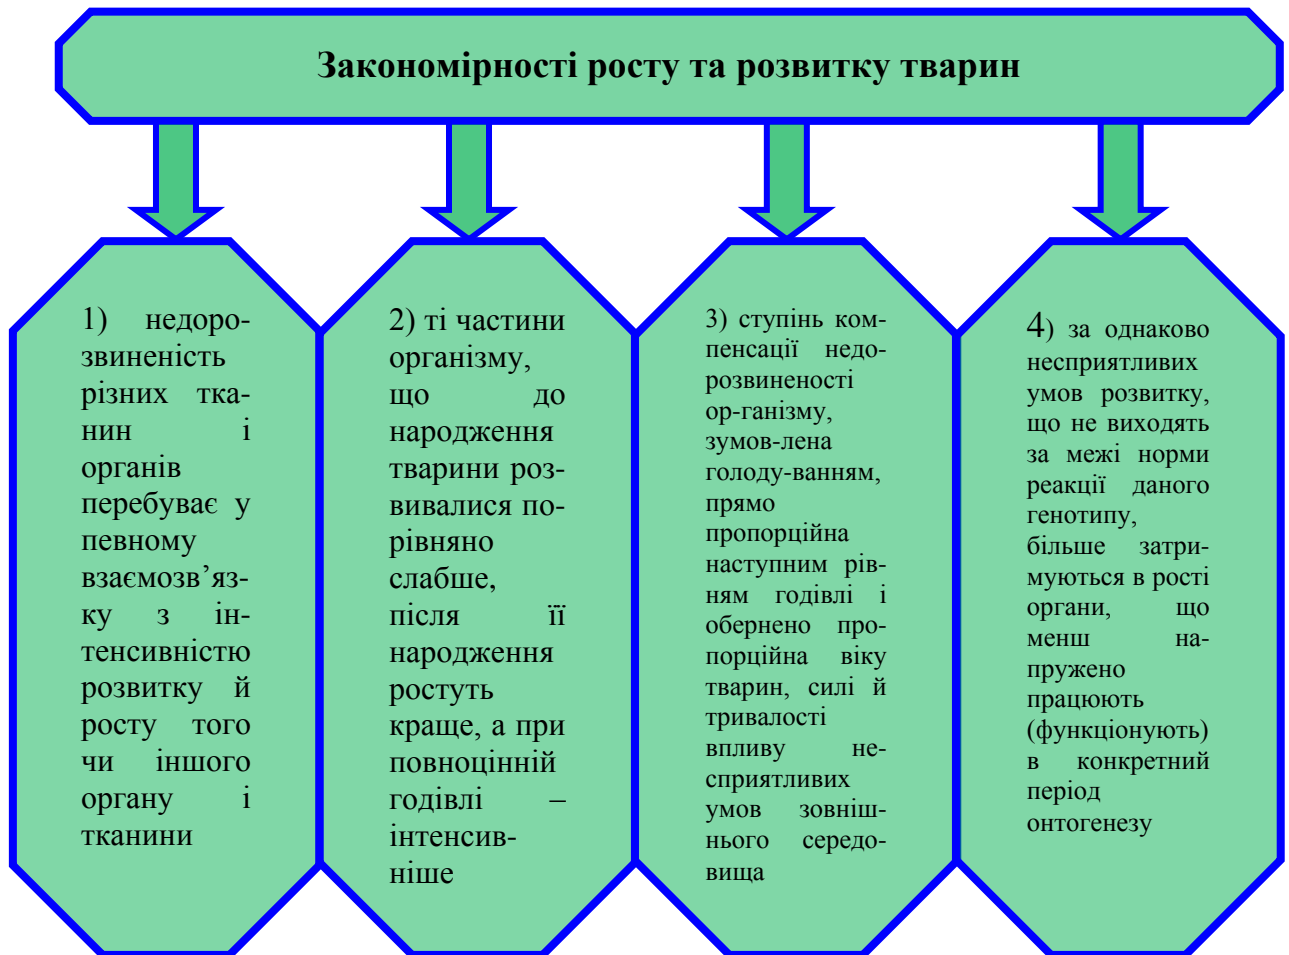 Закономірності росту та розвитку тварин
1) недоро-
звиненість
різних тка-
нин і
органів
перебуває у
певному
взаємозв’яз-
ку з ін-
тенсивністю
розвитку й
росту того
чи іншого
органу і
тканини
2) ті частини
організму,
що до
народження
тварини роз-
вивалися по-
рівняно
слабше,
після її
народження
ростуть
краще, а при
повноцінній
годівлі –
інтенсив-
ніше
3) ступінь ком-
пенсації недо-
розвиненості
ор-ганізму,
зумов-лена
голоду-ванням,
прямо
пропорційна
наступним рів-
ням годівлі і
обернено про-
порційна віку
тварин, силі й
тривалості
впливу не-
сприятливих
умов зовніш-
нього середо-
вища
4) за однаково
несприятливих
умов розвитку,
що не виходять
за межі норми
реакції даного
генотипу,
більше затри-
муються в рості
органи, що
менш на-
пружено
працюють
(функціонують)
в конкретний
період
онтогенезу